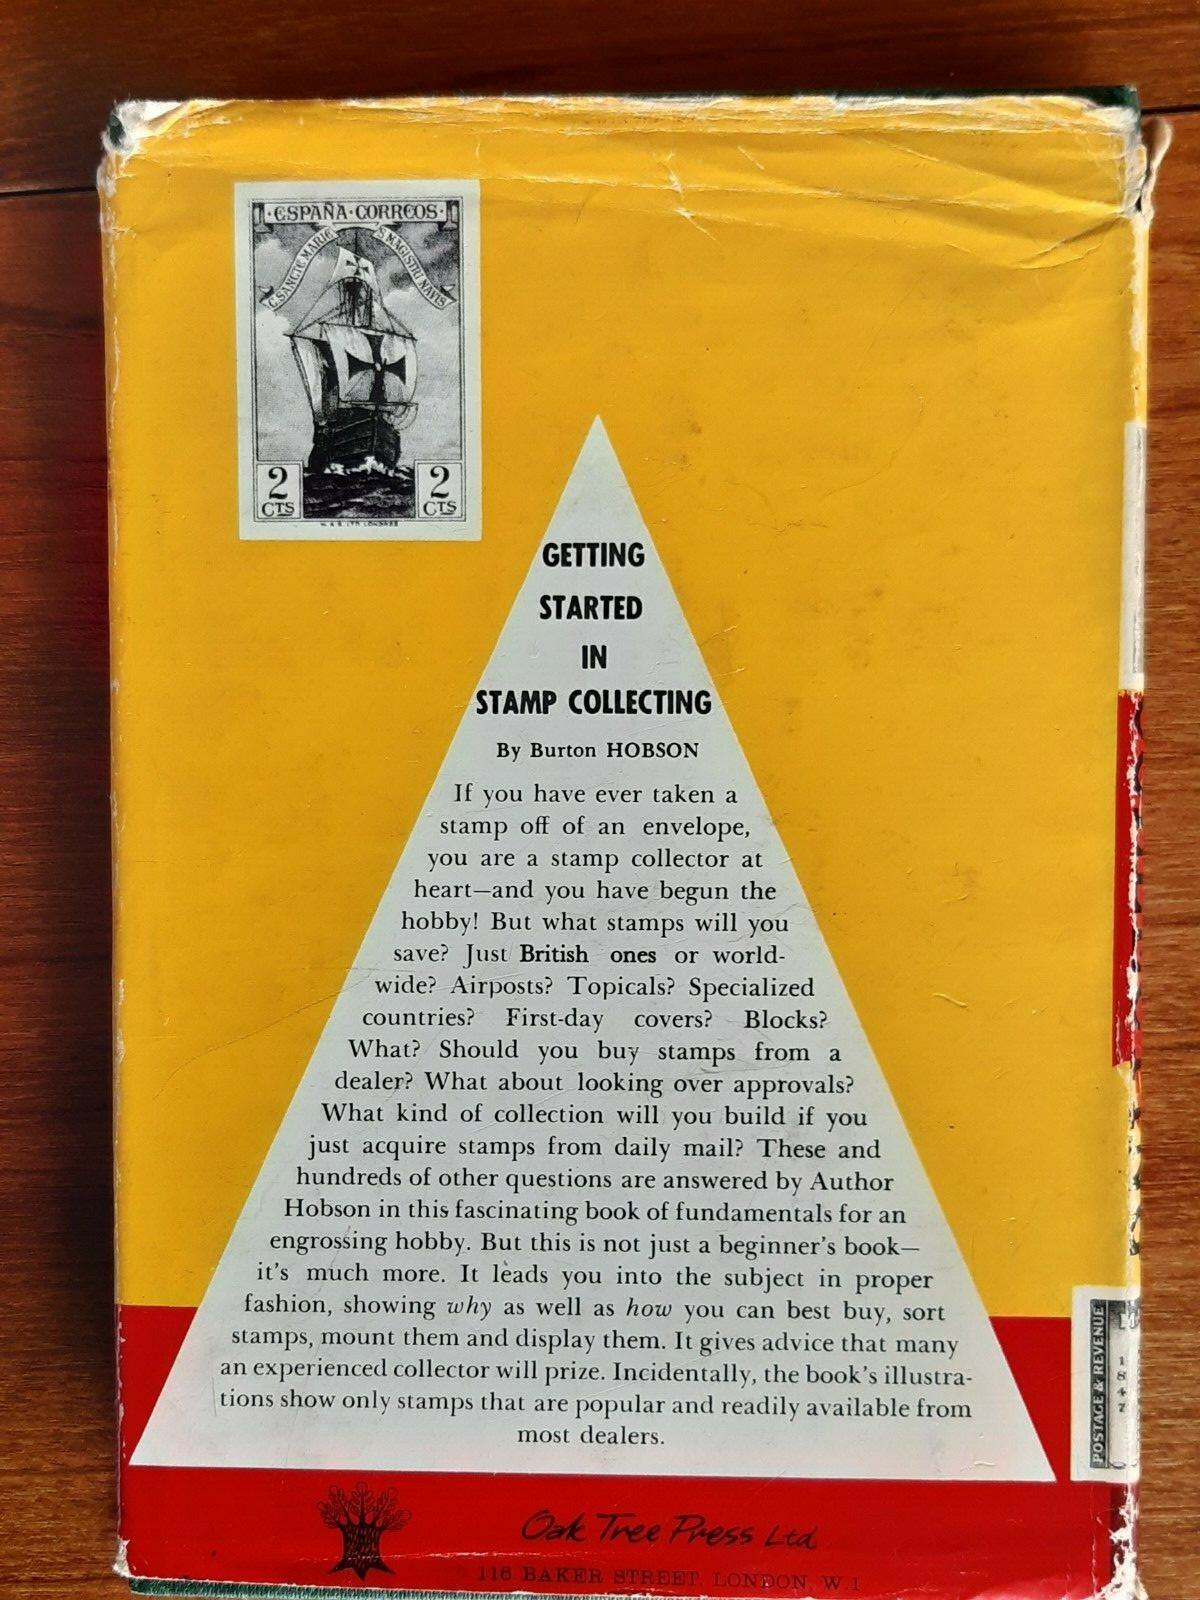 ·ESPAÑA·CORREOS·
C. SANCTE MARIE
S. MAGISTRI NAVIS
2 CTS
2 CTS
GETTING
STARTED
IN
STAMP COLLECTING
By Burton HOBSON
If you have ever taken a
stamp off of an envelope,
you are a stamp collector at
heart—and you have begun the
hobby! But what stamps will you
save? Just British ones or world-
wide? Airposts? Topicals? Specialized
countries? First-day covers? Blocks?
What? Should you buy stamps from a
dealer? What about looking over approvals?
What kind of collection will you build if you
just acquire stamps from daily mail? These and
hundreds of other questions are answered by Author
Hobson in this fascinating book of fundamentals for an
engrossing hobby. But this is not just a beginner's book—
it's much more. It leads you into the subject in proper
fashion, showing why as well as how you can best buy, sort
stamps, mount them and display them. It gives advice that many
an experienced collector will prize. Incidentally, the book's illustra-
tions show only stamps that are popular and readily available from
most dealers.
POSTAGE & REVENUE
1
8
4
7
Oak Tree Press Ltd
116 BAKER STREET, LONDON, W.1